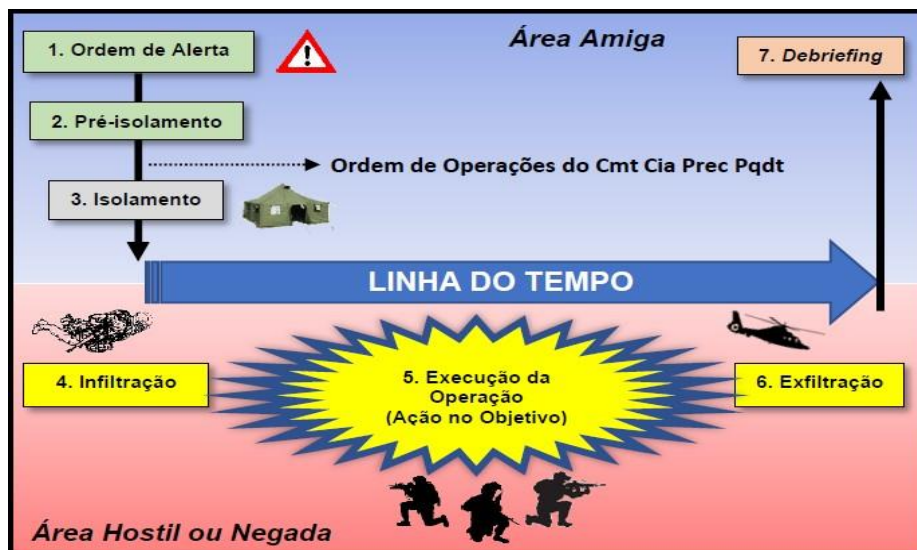 1. Ordem de Alerta
Área Amiga
7. Debriefing
2. Pré-isolamento
Ordem de Operações do Cmt Cia Prec Pqdt
3. Isolamento
LINHA DO TEMPO
4. Infiltração
5. Execução da
Operação
(Ação no Objetivo)
6. Exfiltração
Área Hostil ou Negada